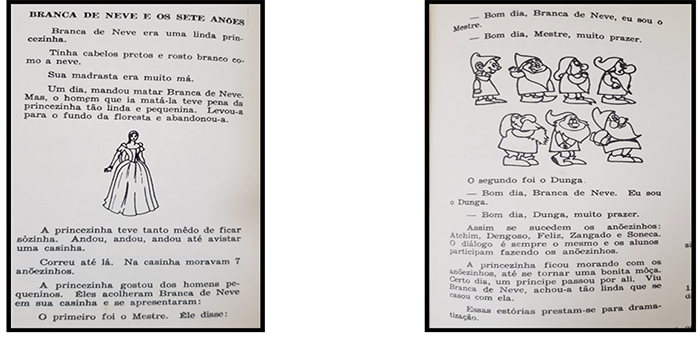 BRANCA DE NEVE E OS SETE ANÕES
Branca de Neve era uma linda prin-
cezinha.
Tinha cabelos pretos e rosto branco co-
mo a neve.
Sua madrasta era muito má.
Um dia, mandou matar Branca de Neve.
Mas, o homem que ia matá-la teve pena da
princezinha tão linda e pequenina. Levou-a
para o fundo da floresta e abandonou-a.
A princezinha teve tanto mêdo de ficar
sòzinha. Andou, andou, andou até avistar
uma casinha.
Correu até lá. Na casinha moravam 7
anõezinhos.
A princezinha gostou dos homens pe-
queninos. Êles acolheram Branca de Neve
em sua casinha e se apresentaram:
O primeiro foi o Mestre. Êle disse:
— Bom dia, Branca de Neve, eu sou o
Mestre.
— Bom dia, Mestre, muito prazer.
O segundo foi o Dunga.
— Bom dia, Branca de Neve. Eu sou
o Dunga.
— Bom dia, Dunga, muito prazer.
Assim se sucedem os anõezinhos:
Atchim, Dengoso, Feliz, Zangado e Soneca.
O diálogo é sempre o mesmo e os alunos
participam fazendo os anõezinhos.
A princezinha ficou morando com os
anõezinhos, até se tornar uma bonita môça.
Certo dia, um príncipe passou por ali. Viu
Branca de Neve, achou-a tão linda que se
casou com ela.
Essas estórias prestam-se para drama-
tização.